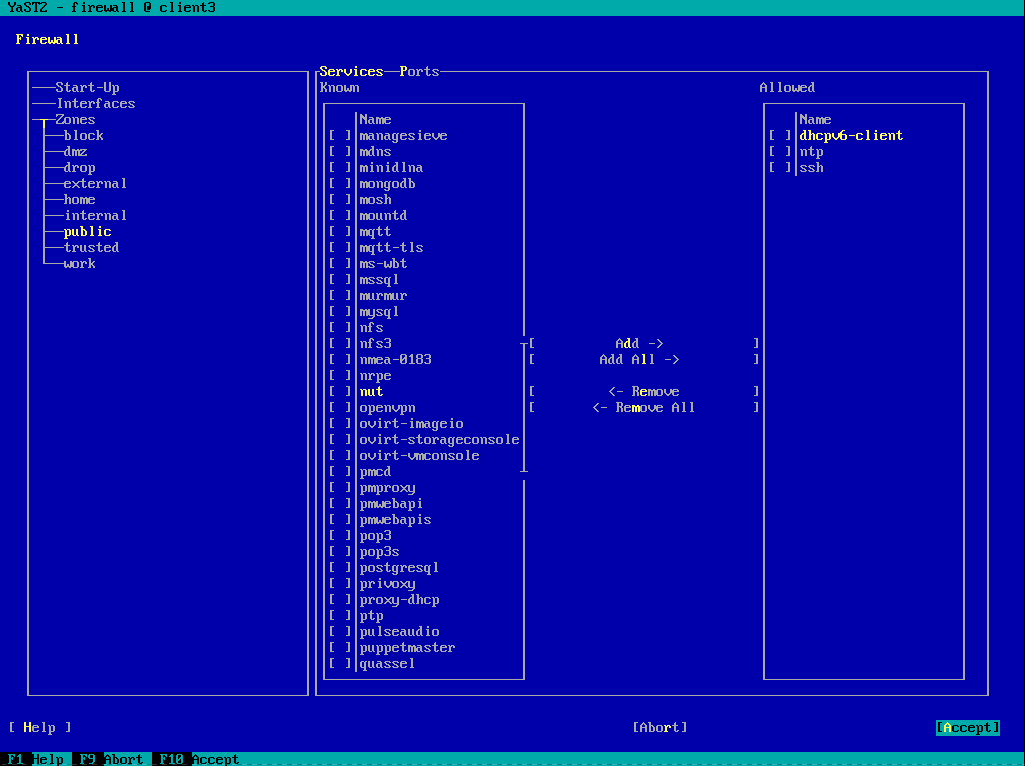 YaST2 - firewall @ client3
Firewall
Services Ports
Start-Up
Interfaces
Zones
block
dmz
drop
external
home
internal
public
trusted
work
Known
Name
[ ] managesieve
[ ] mdns
[ ] minidlna
[ ] mongodb
[ ] mosh
[ ] mountd
[ ] mqtt
[ ] mqtt-tls
[ ] ms-wbt
[ ] mssql
[ ] murmur
[ ] mysql
[ ] nfs
[ ] nfs3
[ ] nmea-0183
[ ] nrpe
[ ] nut
[ ] openvpn
[ ] ovirt-imageio
[ ] ovirt-storageconsole
[ ] ovirt-vmconsole
[ ] pmcd
[ ] pmproxy
[ ] pmwebapi
[ ] pmwebapis
[ ] pop3
[ ] pop3s
[ ] postgresql
[ ] privoxy
[ ] proxy-dhcp
[ ] ptp
[ ] pulseaudio
[ ] puppetmaster
[ ] quassel
[ Add -> ]
[ Add All -> ]
[ <- Remove ]
[ <- Remove All ]
Allowed
Name
[ ] dhcpv6-client
[ ] ntp
[ ] ssh
[ Help ] [Abort] [Accept]
F1 Help F9 Abort F10 Accept